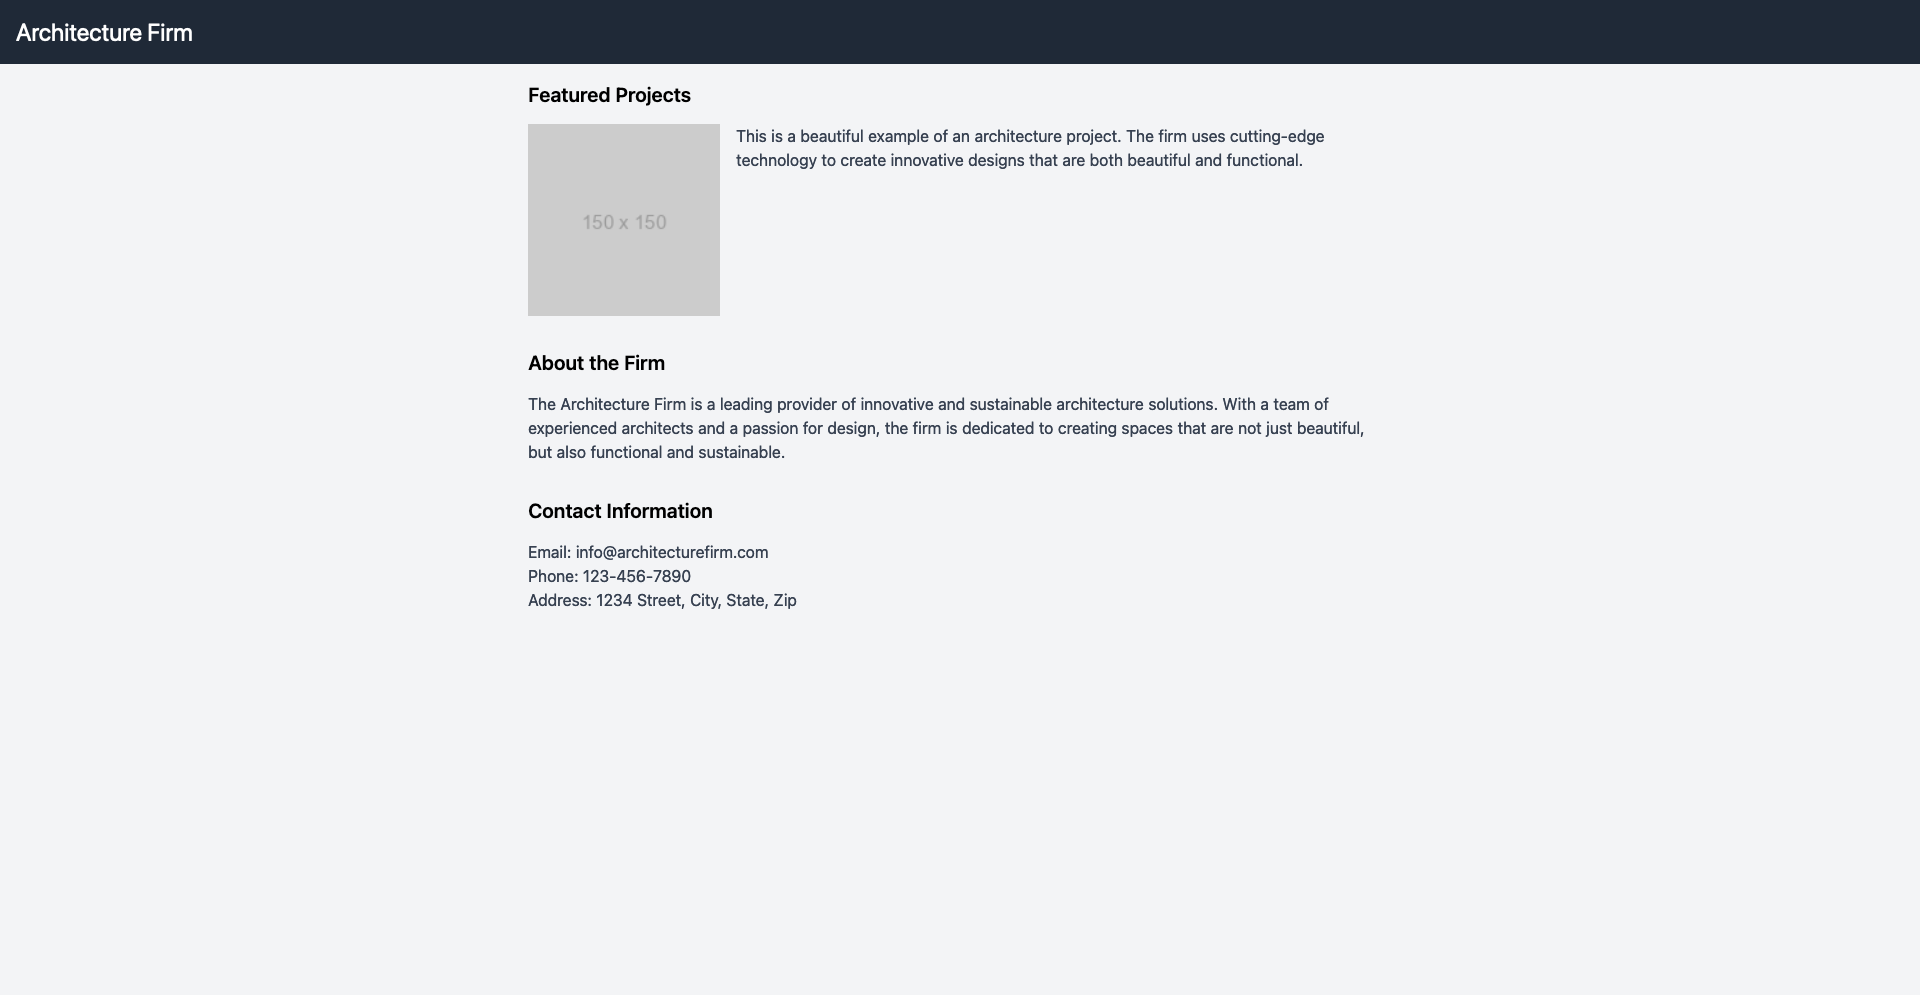 Architecture Firm
Featured Projects
150 x 150
This is a beautiful example of an architecture project. The firm uses cutting-edge
technology to create innovative designs that are both beautiful and functional.
About the Firm
The Architecture Firm is a leading provider of innovative and sustainable architecture solutions. With a team of
experienced architects and a passion for design, the firm is dedicated to creating spaces that are not just beautiful,
but also functional and sustainable.
Contact Information
Email: info@architecturefirm.com
Phone: 123-456-7890
Address: 1234 Street, City, State, Zip